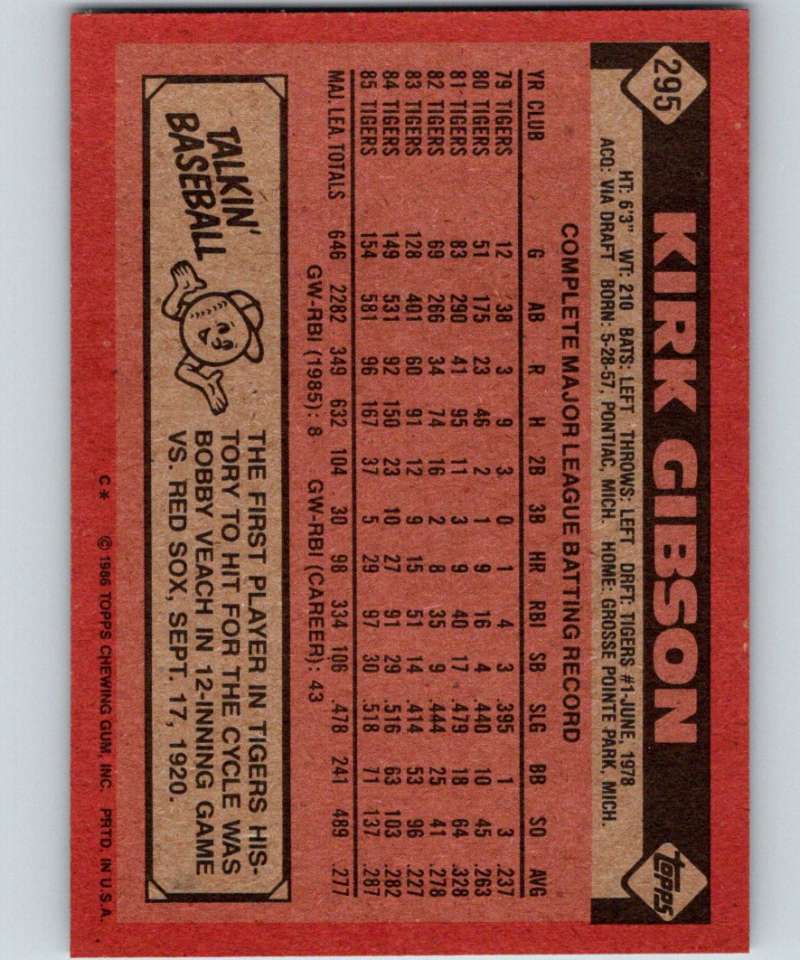 295
KIRK GIBSON
topps
HT: 6'3" WT: 210 BATS: LEFT THROWS: LEFT DRFT: TIGERS #1-JUNE, 1978
ACQ: VIA DRAFT BORN: 5-28-57, PONTIAC, MICH. HOME: GROSSE POINTE PARK, MICH.
COMPLETE MAJOR LEAGUE BATTING RECORD
YR CLUB G AB R H 2B 3B HR RBI SB SLG BB SO AVG
79 TIGERS 12 38 3 9 3 0 1 4 3 .395 1 3 .237
80 TIGERS 51 175 23 46 2 1 9 16 4 .440 10 45 .263
81 TIGERS 83 290 41 95 11 3 9 40 17 .479 18 64 .328
82 TIGERS 69 266 34 74 16 2 8 35 9 .444 25 41 .278
83 TIGERS 128 401 60 91 12 9 15 51 14 .414 53 96 .227
84 TIGERS 149 531 92 150 23 10 27 91 29 .516 63 103 .282
85 TIGERS 154 581 96 167 37 5 29 97 30 .518 71 137 .287
MAJ. LEA. TOTALS 646 2282 349 632 104 30 98 334 106 .478 241 489 .277
GW-RBI (1985): 8 GW-RBI (CAREER): 43
TALKIN'
BASEBALL
THE FIRST PLAYER IN TIGERS HIS-
TORY TO HIT FOR THE CYCLE WAS
BOBBY VEACH IN 12-INNING GAME
VS. RED SOX, SEPT. 17, 1920.
C* © 1986 TOPPS CHEWING GUM, INC. PRTD. IN U.S.A.